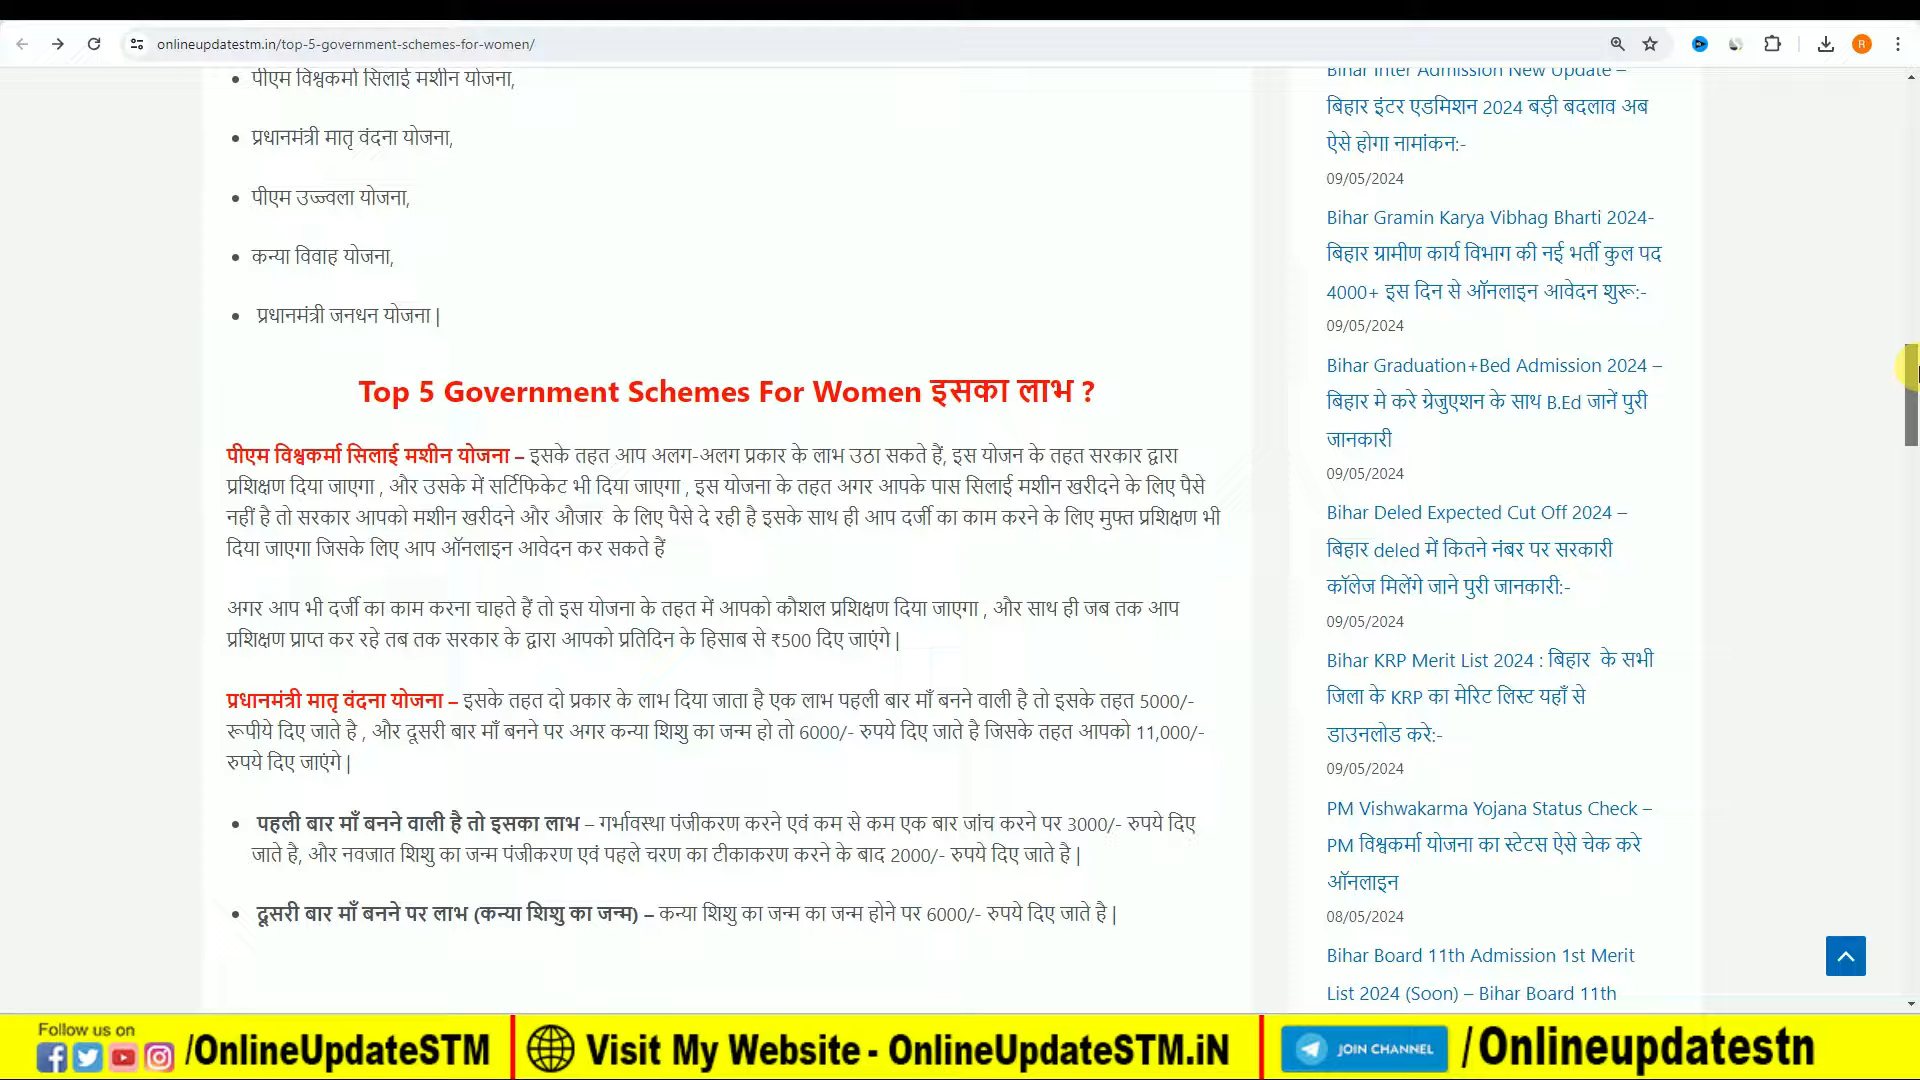 onlineupdatestm.in/top-5-government-schemes-for-women/
R
पीएम विश्वकर्मा सिलाई मशीन योजना,
प्रधानमंत्री मातृ वंदना योजना,
पीएम उज्ज्वला योजना,
कन्या विवाह योजना,
प्रधानमंत्री जनधन योजना |
Top 5 Government Schemes For Women इसका लाभ ?
पीएम विश्वकर्मा सिलाई मशीन योजना – इसके तहत आप अलग-अलग प्रकार के लाभ उठा सकते हैं, इस योजन के तहत सरकार द्वारा
प्रशिक्षण दिया जाएगा , और उसके में सर्टिफिकेट भी दिया जाएगा , इस योजना के तहत अगर आपके पास सिलाई मशीन खरीदने के लिए पैसे
नहीं है तो सरकार आपको मशीन खरीदने और औजार के लिए पैसे दे रही है इसके साथ ही आप दर्जी का काम करने के लिए मुफ्त प्रशिक्षण भी
दिया जाएगा जिसके लिए आप ऑनलाइन आवेदन कर सकते हैं
अगर आप भी दर्जी का काम करना चाहते हैं तो इस योजना के तहत में आपको कौशल प्रशिक्षण दिया जाएगा , और साथ ही जब तक आप
प्रशिक्षण प्राप्त कर रहे तब तक सरकार के द्वारा आपको प्रतिदिन के हिसाब से ₹500 दिए जाएंगे |
प्रधानमंत्री मातृ वंदना योजना – इसके तहत दो प्रकार के लाभ दिया जाता है एक लाभ पहली बार माँ बनने वाली है तो इसके तहत 5000/-
रूपीये दिए जाते है , और दूसरी बार माँ बनने पर अगर कन्या शिशु का जन्म हो तो 6000/- रुपये दिए जाते है जिसके तहत आपको 11,000/-
रुपये दिए जाएंगे |
पहली बार माँ बनने वाली है तो इसका लाभ – गर्भावस्था पंजीकरण करने एवं कम से कम एक बार जांच करने पर 3000/- रुपये दिए
जाते है, और नवजात शिशु का जन्म पंजीकरण एवं पहले चरण का टीकाकरण करने के बाद 2000/- रुपये दिए जाते है |
दूसरी बार माँ बनने पर लाभ (कन्या शिशु का जन्म) – कन्या शिशु का जन्म का जन्म होने पर 6000/- रुपये दिए जाते है |
Bihar Inter Admission New Update –
बिहार इंटर एडमिशन 2024 बड़ी बदलाव अब
ऐसे होगा नामांकन:-
09/05/2024
Bihar Gramin Karya Vibhag Bharti 2024-
बिहार ग्रामीण कार्य विभाग की नई भर्ती कुल पद
4000+ इस दिन से ऑनलाइन आवेदन शुरू:-
09/05/2024
Bihar Graduation+Bed Admission 2024 –
बिहार मे करे ग्रेजुएशन के साथ B.Ed जानें पुरी
जानकारी
09/05/2024
Bihar Deled Expected Cut Off 2024 –
बिहार deled में कितने नंबर पर सरकारी
कॉलेज मिलेंगे जाने पुरी जानकारी:-
09/05/2024
Bihar KRP Merit List 2024 : बिहार के सभी
जिला के KRP का मेरिट लिस्ट यहाँ से
डाउनलोड करे:-
09/05/2024
PM Vishwakarma Yojana Status Check –
PM विश्वकर्मा योजना का स्टेटस ऐसे चेक करे
ऑनलाइन
08/05/2024
Bihar Board 11th Admission 1st Merit
List 2024 (Soon) – Bihar Board 11th
Follow us on
/OnlineUpdateSTM
Visit My Website - OnlineUpdateSTM.iN
JOIN CHANNEL
/Onlineupdatestn